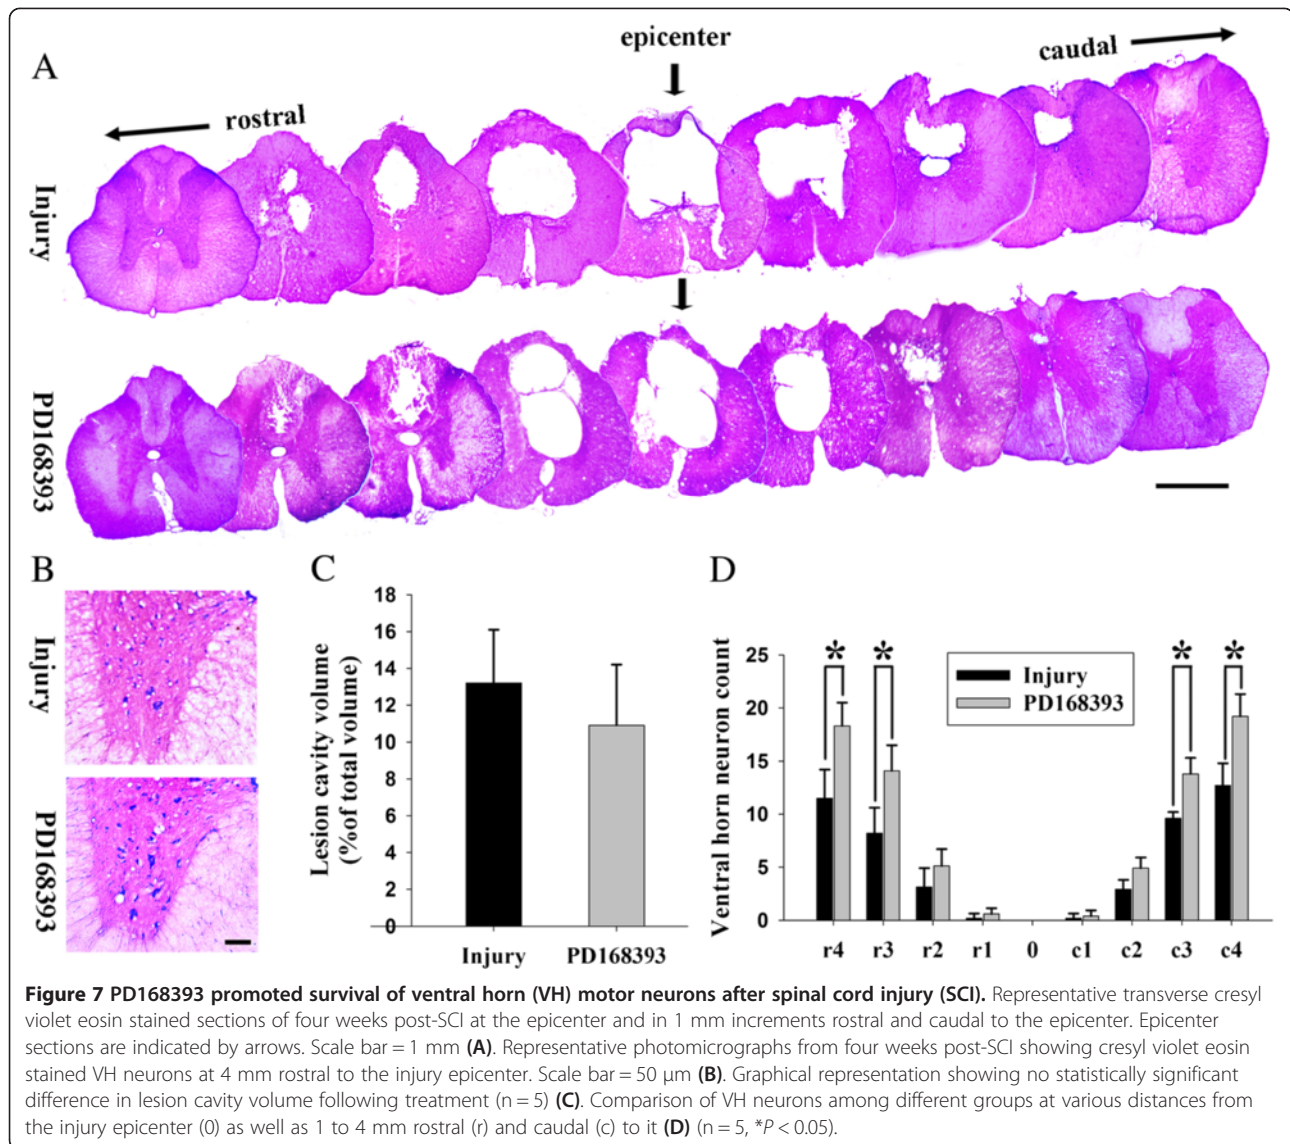 A
epicenter
caudal
rostral
Injury
PD168393
B
C
D
Injury
PD168393
Lesion cavity volume
(%of total volume)
18
16
14
12
10
8
6
4
2
0
Injury PD168393
Ventral horn neuron count
25
20
15
10
5
0
* * * *
Injury
PD168393
r4 r3 r2 r1 0 c1 c2 c3 c4
Figure 7 PD168393 promoted survival of ventral horn (VH) motor neurons after spinal cord injury (SCI). Representative transverse cresyl
violet eosin stained sections of four weeks post-SCI at the epicenter and in 1 mm increments rostral and caudal to the epicenter. Epicenter
sections are indicated by arrows. Scale bar = 1 mm (A). Representative photomicrographs from four weeks post-SCI showing cresyl violet eosin
stained VH neurons at 4 mm rostral to the injury epicenter. Scale bar = 50 μm (B). Graphical representation showing no statistically significant
difference in lesion cavity volume following treatment (n = 5) (C). Comparison of VH neurons among different groups at various distances from
the injury epicenter (0) as well as 1 to 4 mm rostral (r) and caudal (c) to it (D) (n = 5, *P < 0.05).